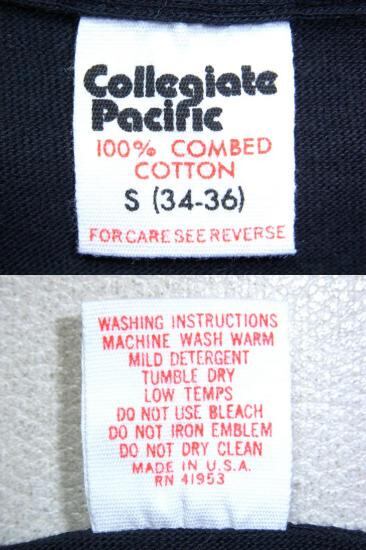 Collegiate
Pacific
100% COMBED
COTTON
S (34-36)
FOR CARE SEE REVERSE
WASHING INSTRUCTIONS
MACHINE WASH WARM
MILD DETERGENT
TUMBLE DRY
LOW TEMPS
DO NOT USE BLEACH
DO NOT IRON EMBLEM
DO NOT DRY CLEAN
MADE IN U.S.A.
RN 41953